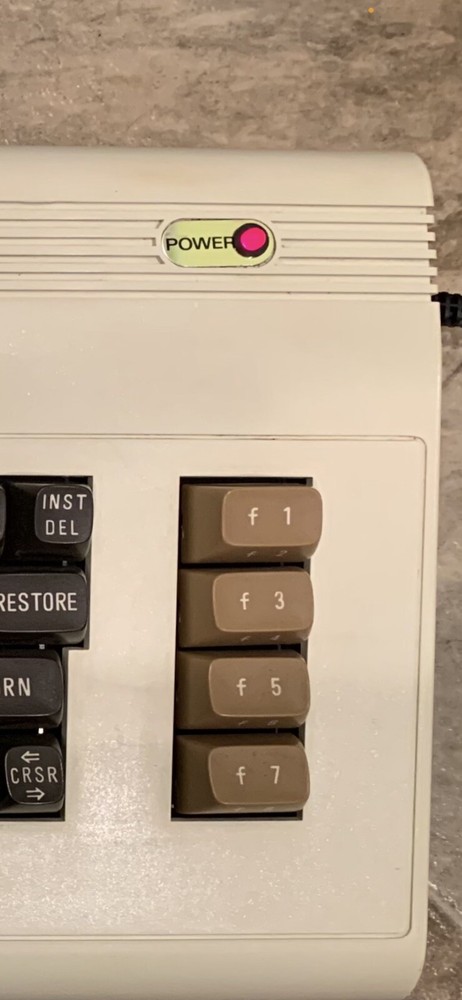 POWER
INST
DEL
f 1
RESTORE
f 3
RN
f 5
⇐
CRSR
⇒
f 7